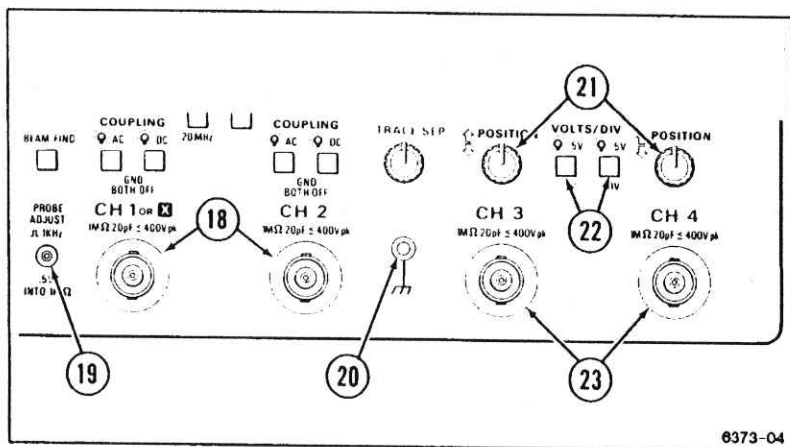 21
COUPLING
AC DC
20MHz
COUPLING
AC DC
TRACE SEP
VOLTS/DIV
5V 5V
POSITION
BEAM FIND
GND
BOTH OFF
GND
BOTH OFF
PROBE
ADJUST
1KHz
CH 1 OR X
1MΩ 20pF ≤ 400V pk
18
CH 2
1MΩ 20pF ≤ 400V pk
CH 3
1MΩ 20pF ≤ 400V pk
22
CH 4
1MΩ 20pF ≤ 400V pk
INTO
19
20
23
6373-04